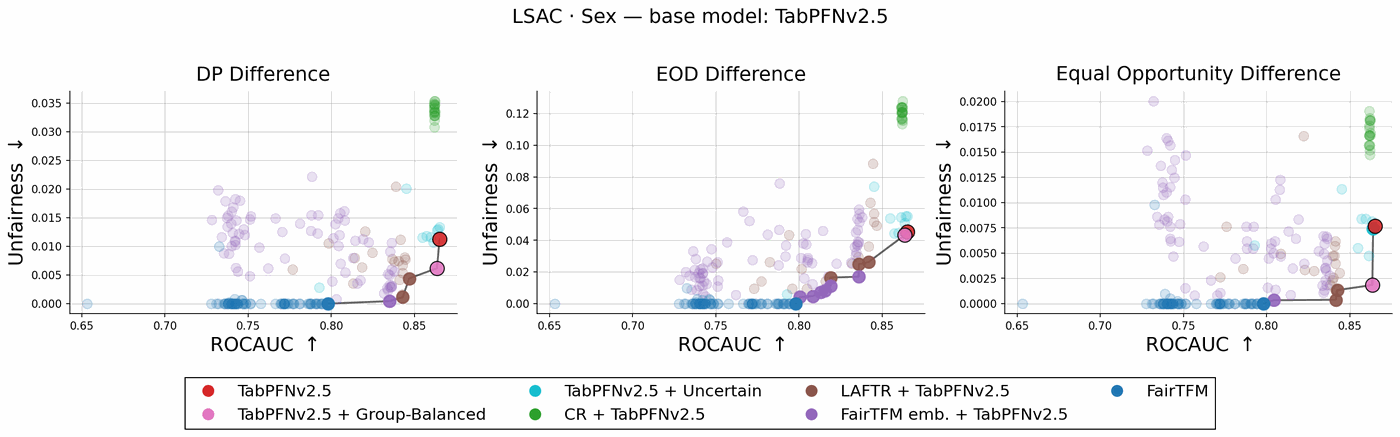 LSAC · Sex — base model: TabPFNv2.5
DP Difference
EOD Difference
Equal Opportunity Difference
Unfairness ↓
0.035
0.030
0.025
0.020
0.015
0.010
0.005
0.000
0.65
0.70
0.75
0.80
0.85
ROCAUC ↑
Unfairness ↓
0.12
0.10
0.08
0.06
0.04
0.02
0.00
0.65
0.70
0.75
0.80
0.85
ROCAUC ↑
Unfairness ↓
0.0200
0.0175
0.0150
0.0125
0.0100
0.0075
0.0050
0.0025
0.0000
0.65
0.70
0.75
0.80
0.85
ROCAUC ↑
TabPFNv2.5
TabPFNv2.5 + Uncertain
LAFTR + TabPFNv2.5
FairTFM
TabPFNv2.5 + Group-Balanced
CR + TabPFNv2.5
FairTFM emb. + TabPFNv2.5